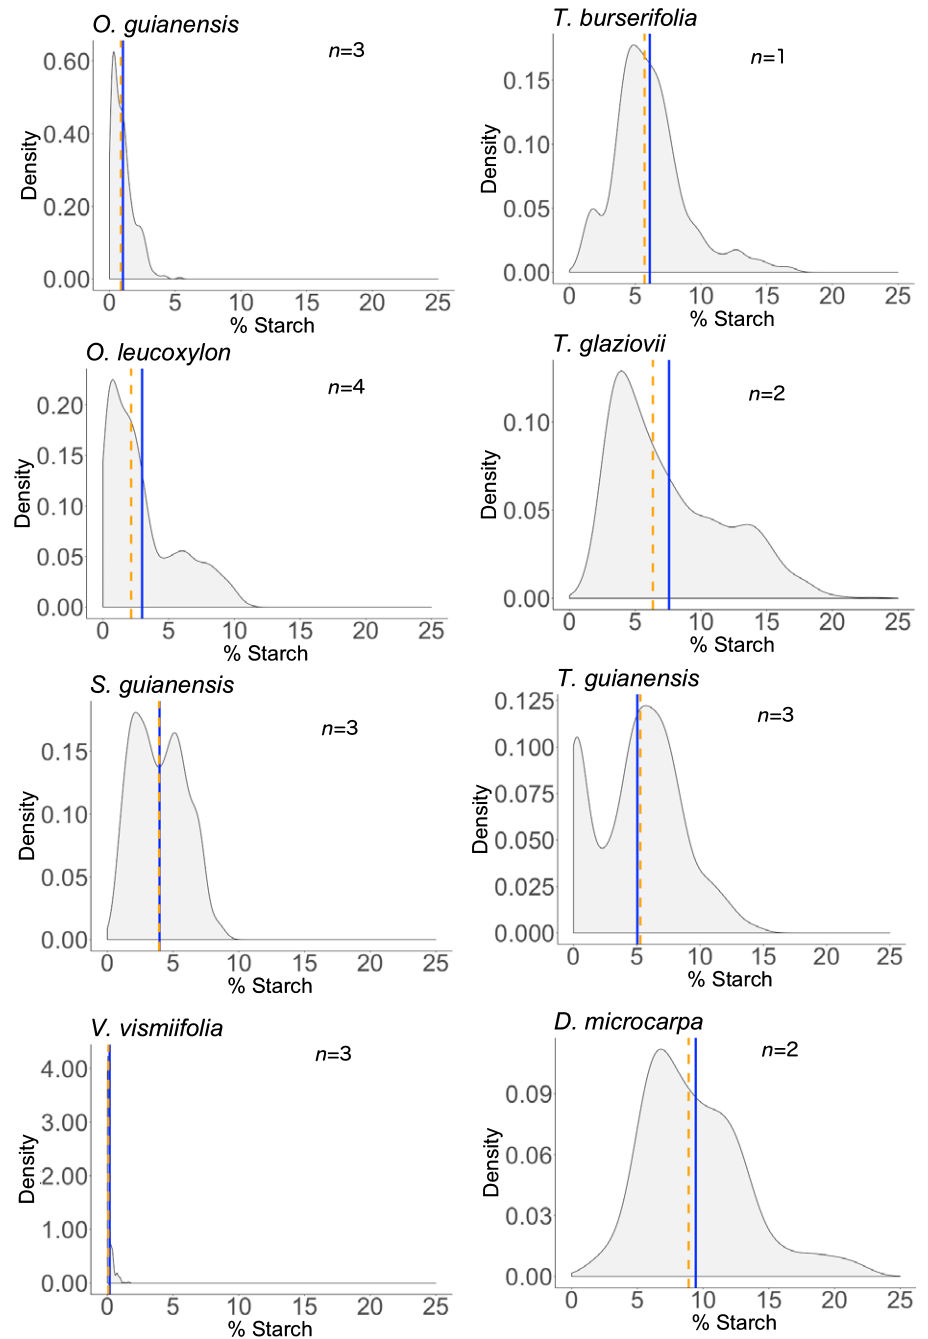 O. guianensis
n=3
Density
0.60
0.40
0.20
0.00
0 5 10 15 20 25
% Starch
T. burserifolia
n=1
Density
0.15
0.10
0.05
0.00
0 5 10 15 20 25
% Starch
O. leucoxylon
n=4
Density
0.20
0.15
0.10
0.05
0.00
0 5 10 15 20 25
% Starch
T. glaziovii
n=2
Density
0.10
0.05
0.00
0 5 10 15 20 25
% Starch
S. guianensis
n=3
Density
0.15
0.10
0.05
0.00
0 5 10 15 20 25
% Starch
T. guianensis
n=3
Density
0.125
0.100
0.075
0.050
0.025
0.000
0 5 10 15 20 25
% Starch
V. vismiifolia
n=3
Density
4.00
3.00
2.00
1.00
0.00
0 5 10 15 20 25
% Starch
D. microcarpa
n=2
Density
0.09
0.06
0.03
0.00
0 5 10 15 20 25
% Starch